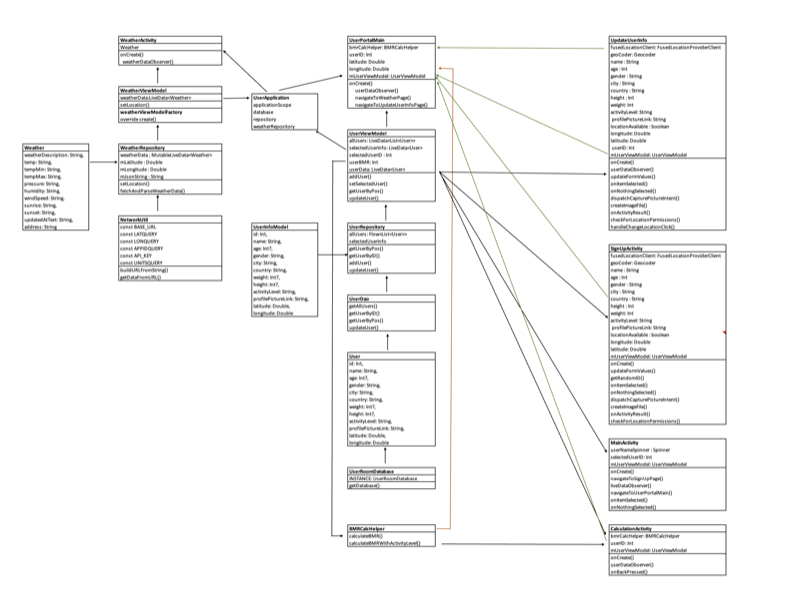 WeatherActivity
Weather
onCreate()
weatherDataObserver()
WeatherViewModel
weatherData:LiveData<Weather>
setLocation()
weatherViewModelFactory
override create()
Weather
weatherDescription: String,
temp: String,
tempMin: String,
tempMax: String,
pressure: String,
humidity: String,
windSpeed: String,
sunrise: String,
sunset: String,
updatedAtText: String,
address: String
WeatherRepository
weatherData : MutableLiveData<Weather>
mLatitude : Double
mLongitude : Double
mJsonString : String
setLocation()
fetchAndParseWeatherData()
NetworkUtil
const BASE_URL
const LATQUERY
const LONQUERY
const APPIDQUERY
const API_KEY
const UNITSQUERY
buildURLFromString()
getDataFromURL()
UserApplication
applicationScope
database
repository
weatherRepository
UserInfoModel
id: Int,
name: String,
age: Int?,
gender: String,
city: String,
country: String,
weight: Int?,
height: Int?,
activityLevel: String,
profilePictureLink: String,
latitude: Double,
longitude: Double
UserPortalMain
bmrCalcHelper: BMRCalcHelper
userID: Int
latitude: Double
longitude: Double
mUserViewModel: UserViewModel
onCreate()
userDataObserver()
navigateToWeatherPage()
navigateToUpdateUserInfoPage()
UserViewModel
allUsers: LiveData<List<User>>
selectedUserInfo: LiveData<User>
selectedUserID : Int
userBMR: Int
userData: LiveData<User>
addUser()
setSelectedUser()
getUserByPos()
updateUser()
UserRepository
allUsers: Flow<List<User>>
selectedUserInfo
getUserByPos()
getUserByID()
addUser()
updateUser()
UserDao
getAllUsers()
getUserByID()
getUserByPos()
updateUser()
User
id: Int,
name: String,
age: Int?,
gender: String,
city: String,
country: String,
weight: Int?,
height: Int?,
activityLevel: String,
profilePictureLink: String,
latitude: Double,
longitude: Double
UserRoomDatabase
INSTANCE: UserRoomDatabase
getDatabase()
BMRCalcHelper
calculateBMR()
calculateBMRWithActivityLevel()
UpdateUserInfo
fusedLocationClient: FusedLocationProviderClient
geoCoder: Geocoder
name : String
age : Int
gender : String
city : String
country : String
height : Int
weight: Int
activityLevel: String
profilePictureLink: String
locationAvailable : boolean
longitude: Double
latitude: Double
userID: Int
mUserViewModel: UserViewModel
onCreate()
userDataObserver()
updateFormValues()
onItemSelected()
onNothingSelected()
dispatchCapturePictureIntent()
createImageFile()
onActivityResult()
checkForLocationPermissions()
handleChangeLocationClick()
SignUpActivity
fusedLocationClient: FusedLocationProviderClient
geoCoder: Geocoder
name : String
age : Int
gender : String
city : String
country : String
height : Int
weight: Int
activityLevel: String
profilePictureLink: String
locationAvailable : boolean
longitude: Double
latitude: Double
mUserViewModel: UserViewModel
onCreate()
updateFormValues()
getRandomID()
onItemSelected()
onNothingSelected()
dispatchCapturePictureIntent()
createImageFile()
onActivityResult()
checkForLocationPermissions()
MainActivity
userNameSpinner : Spinner
selectedUserID: Int
mUserViewModel: UserViewModel
onCreate()
navigateToSignUpPage()
liveDataObserver()
navigateToUserPortalMain()
onItemSelected()
onNothingSelected()
CalculationActivity
bmrCalcHelper: BMRCalcHelper
userID: Int
mUserViewModel: UserViewModel
onCreate()
userDataObserver()
onBackPressed()